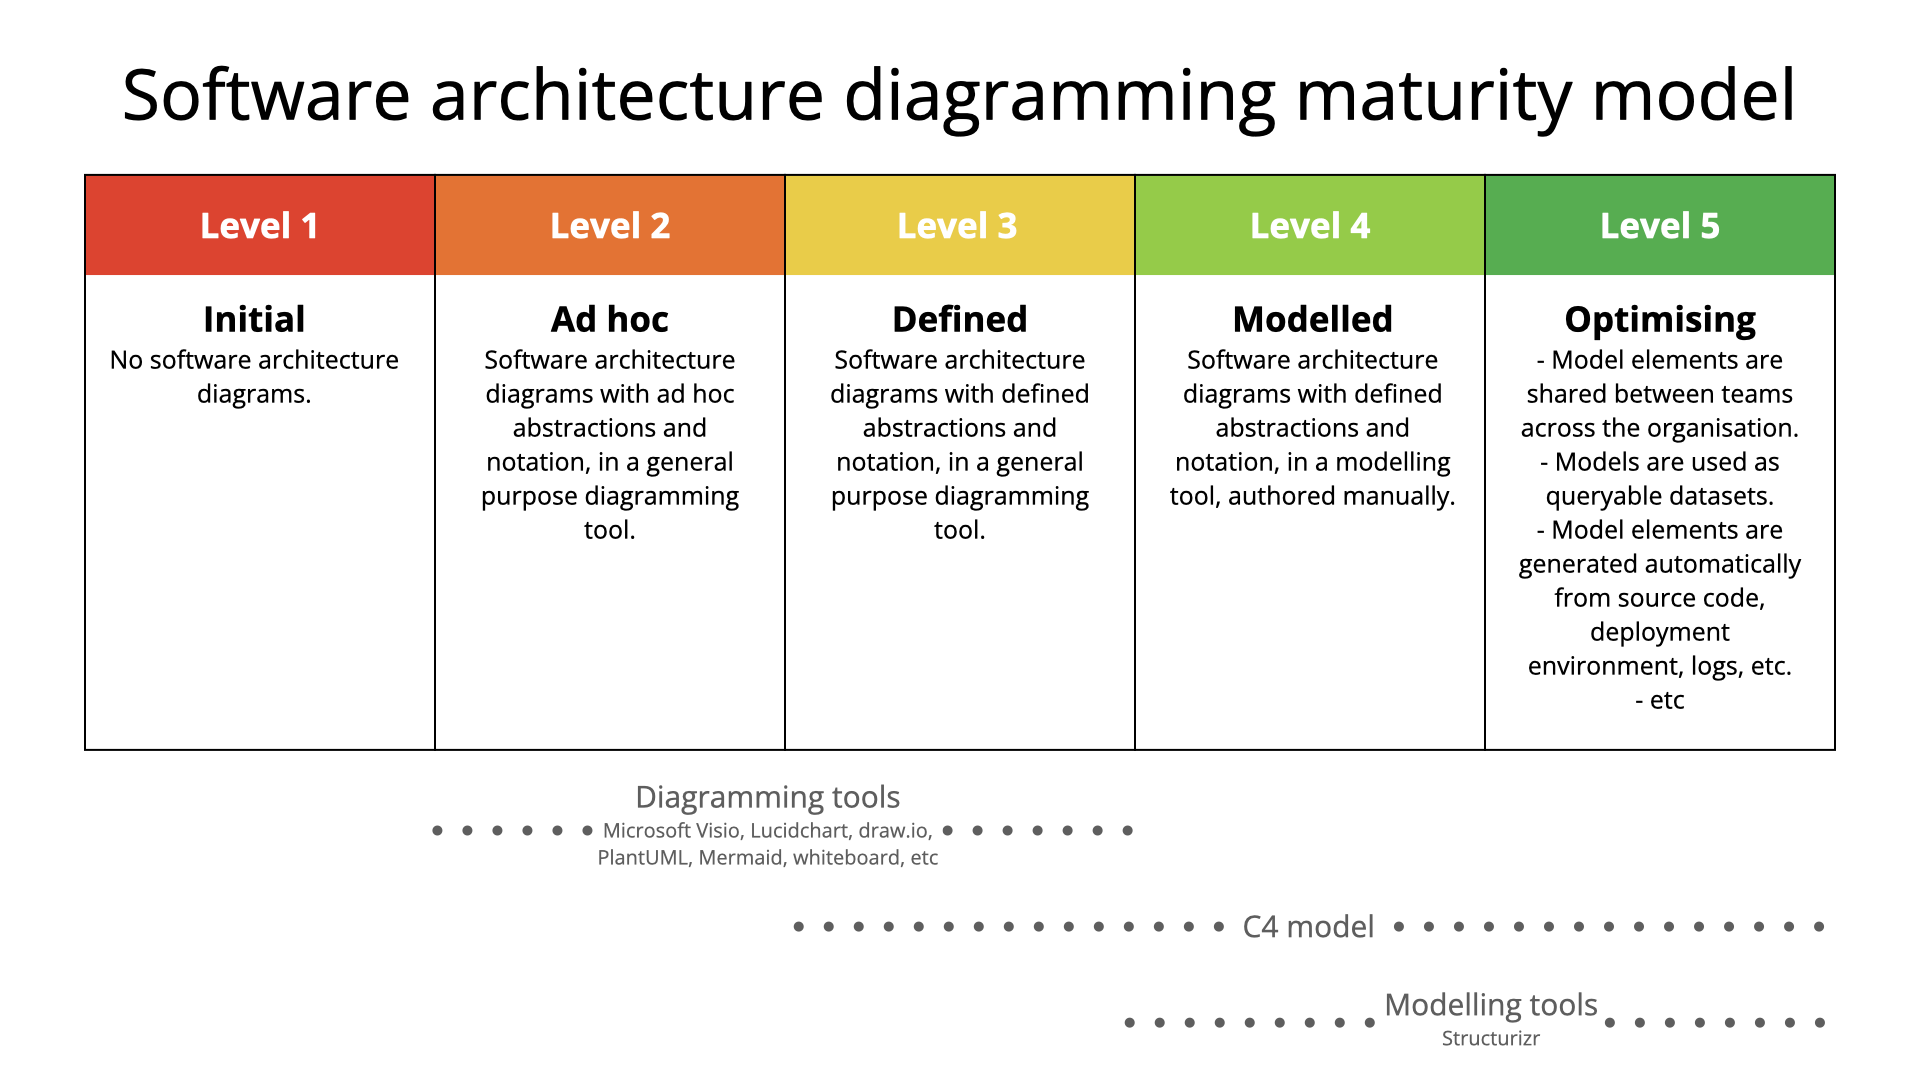 Software architecture diagramming maturity model
Level 1
Level 2
Level 3
Level 4
Level 5
Initial
No software architecture
diagrams.
Ad hoc
Software architecture
diagrams with ad hoc
abstractions and
notation, in a general
purpose diagramming
tool.
Defined
Software architecture
diagrams with defined
abstractions and
notation, in a general
purpose diagramming
tool.
Modelled
Software architecture
diagrams with defined
abstractions and
notation, in a modelling
tool, authored manually.
Optimising
- Model elements are
shared between teams
across the organisation.
- Models are used as
queryable datasets.
- Model elements are
generated automatically
from source code,
deployment
environment, logs, etc.
- etc
Diagramming tools
Microsoft Visio, Lucidchart, draw.io,
PlantUML, Mermaid, whiteboard, etc
C4 model
Modelling tools
Structurizr